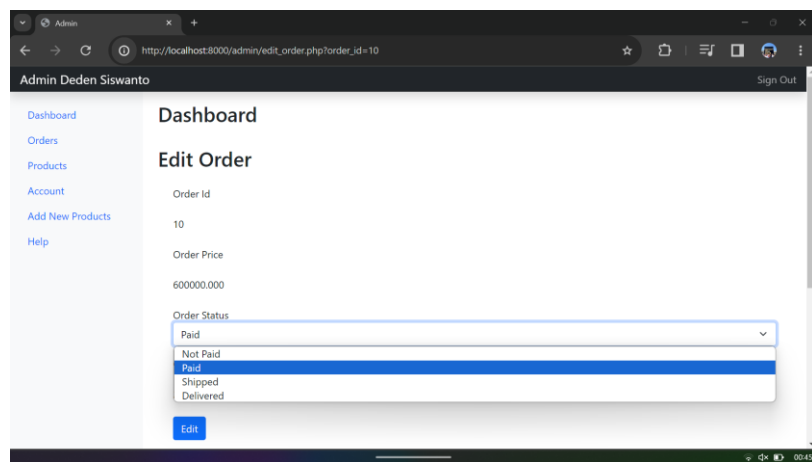 Admin
http://localhost:8000/admin/edit_order.php?order_id=10
Admin Deden Siswanto
Sign Out
Dashboard
Orders
Products
Account
Add New Products
Help
Dashboard
Edit Order
Order Id
10
Order Price
600000.000
Order Status
Paid
Not Paid
Paid
Shipped
Delivered
Edit